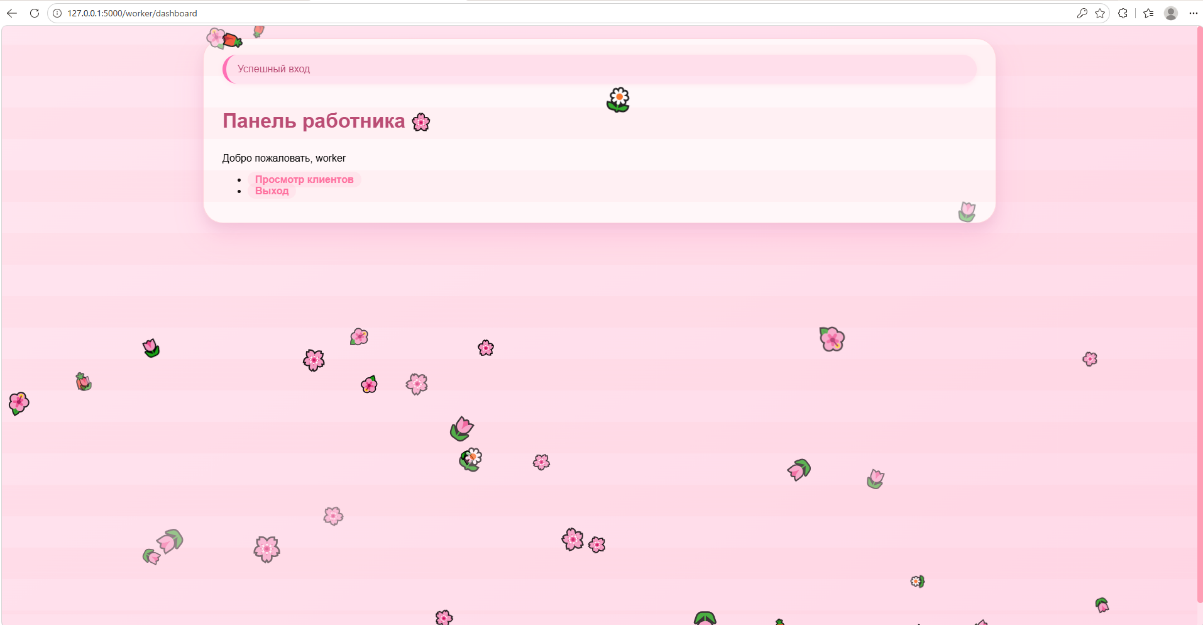 127.0.0.1:5000/worker/dashboard
Успешный вход
Панель работника
Добро пожаловать, worker
Просмотр клиентов
Выход